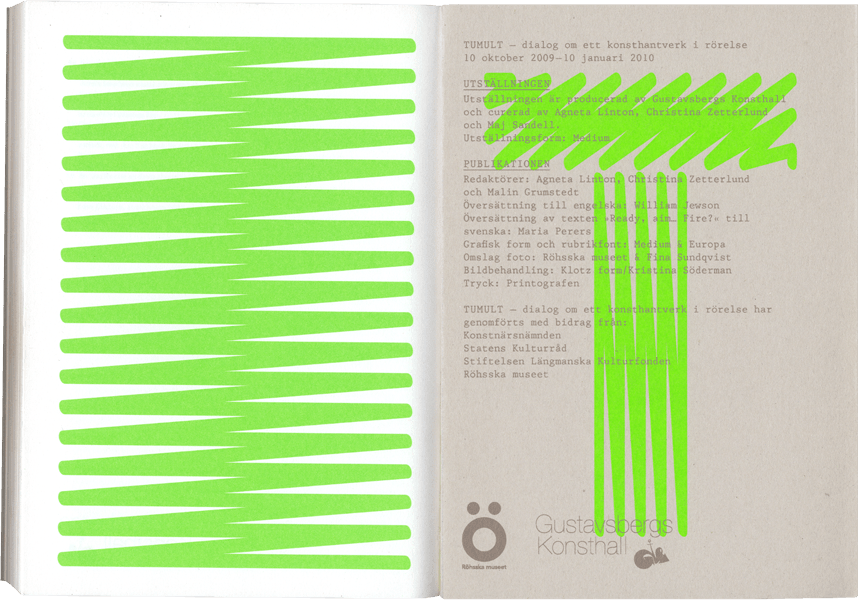 TUMULT – dialog om ett konsthantverk i rörelse
10 oktober 2009–10 januari 2010
UTSTÄLLNINGEN
Utställningen är producerad av Gustavsbergs Konsthall
och curerad av Agneta Linton, Christina Zetterlund
och Maj Sandell.
Utställningsform: Medium
PUBLIKATIONEN
Redaktörer: Agneta Linton, Christina Zetterlund
och Malin Grumstedt
Översättning till engelska: William Jewson
Översättning av texten »Ready, aim… Fire?» till
svenska: Maria Perers
Grafisk form och rubrikfont: Medium & Europa
Omslag foto: Röhsska museet & Fina Sundqvist
Bildbehandling: Klotz form/Kristina Söderman
Tryck: Printografen
TUMULT – dialog om ett konsthantverk i rörelse har
genomförts med bidrag från:
Konstnärsnämnden
Statens Kulturråd
Stiftelsen Längmanska Kulturfonden
Röhsska museet
Ö
Röhsska museet
Gustavsbergs
Konsthall